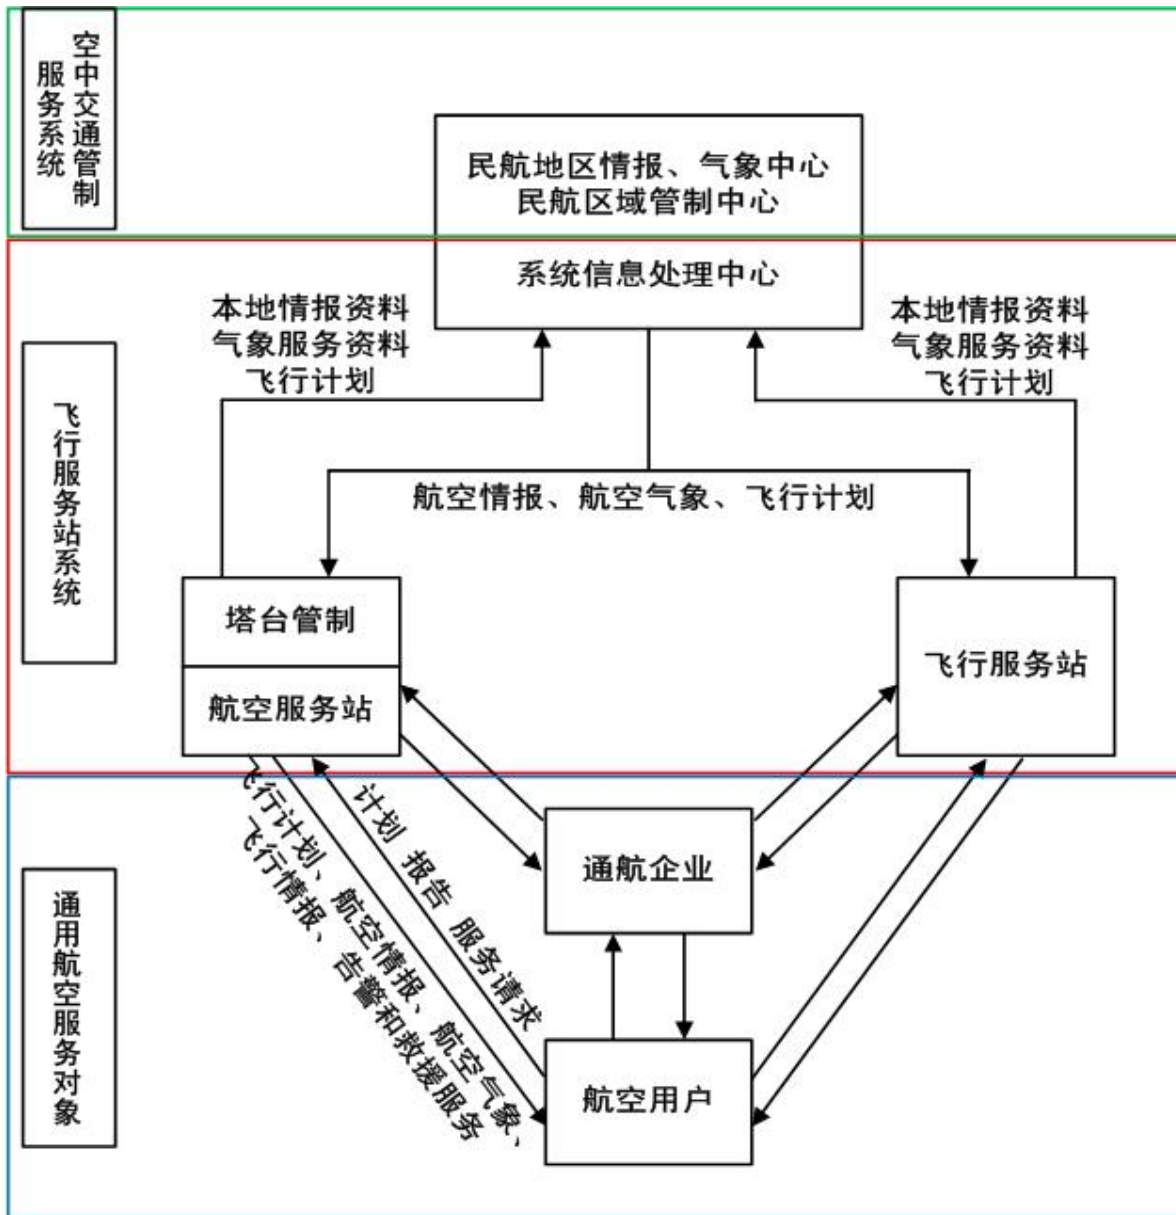 空中交通管制
服务系统
民航地区情报、气象中心
民航区域管制中心
系统信息处理中心
本地情报资料
气象服务资料
飞行计划
本地情报资料
气象服务资料
飞行计划
飞行服务站系统
航空情报、航空气象、飞行计划
塔台管制
航空服务站
飞行服务站
计划 报告 服务请求
飞行计划、航空情报、航空气象、
飞行情报、告警和救援服务
通航企业
通用航空服务对象
航空用户